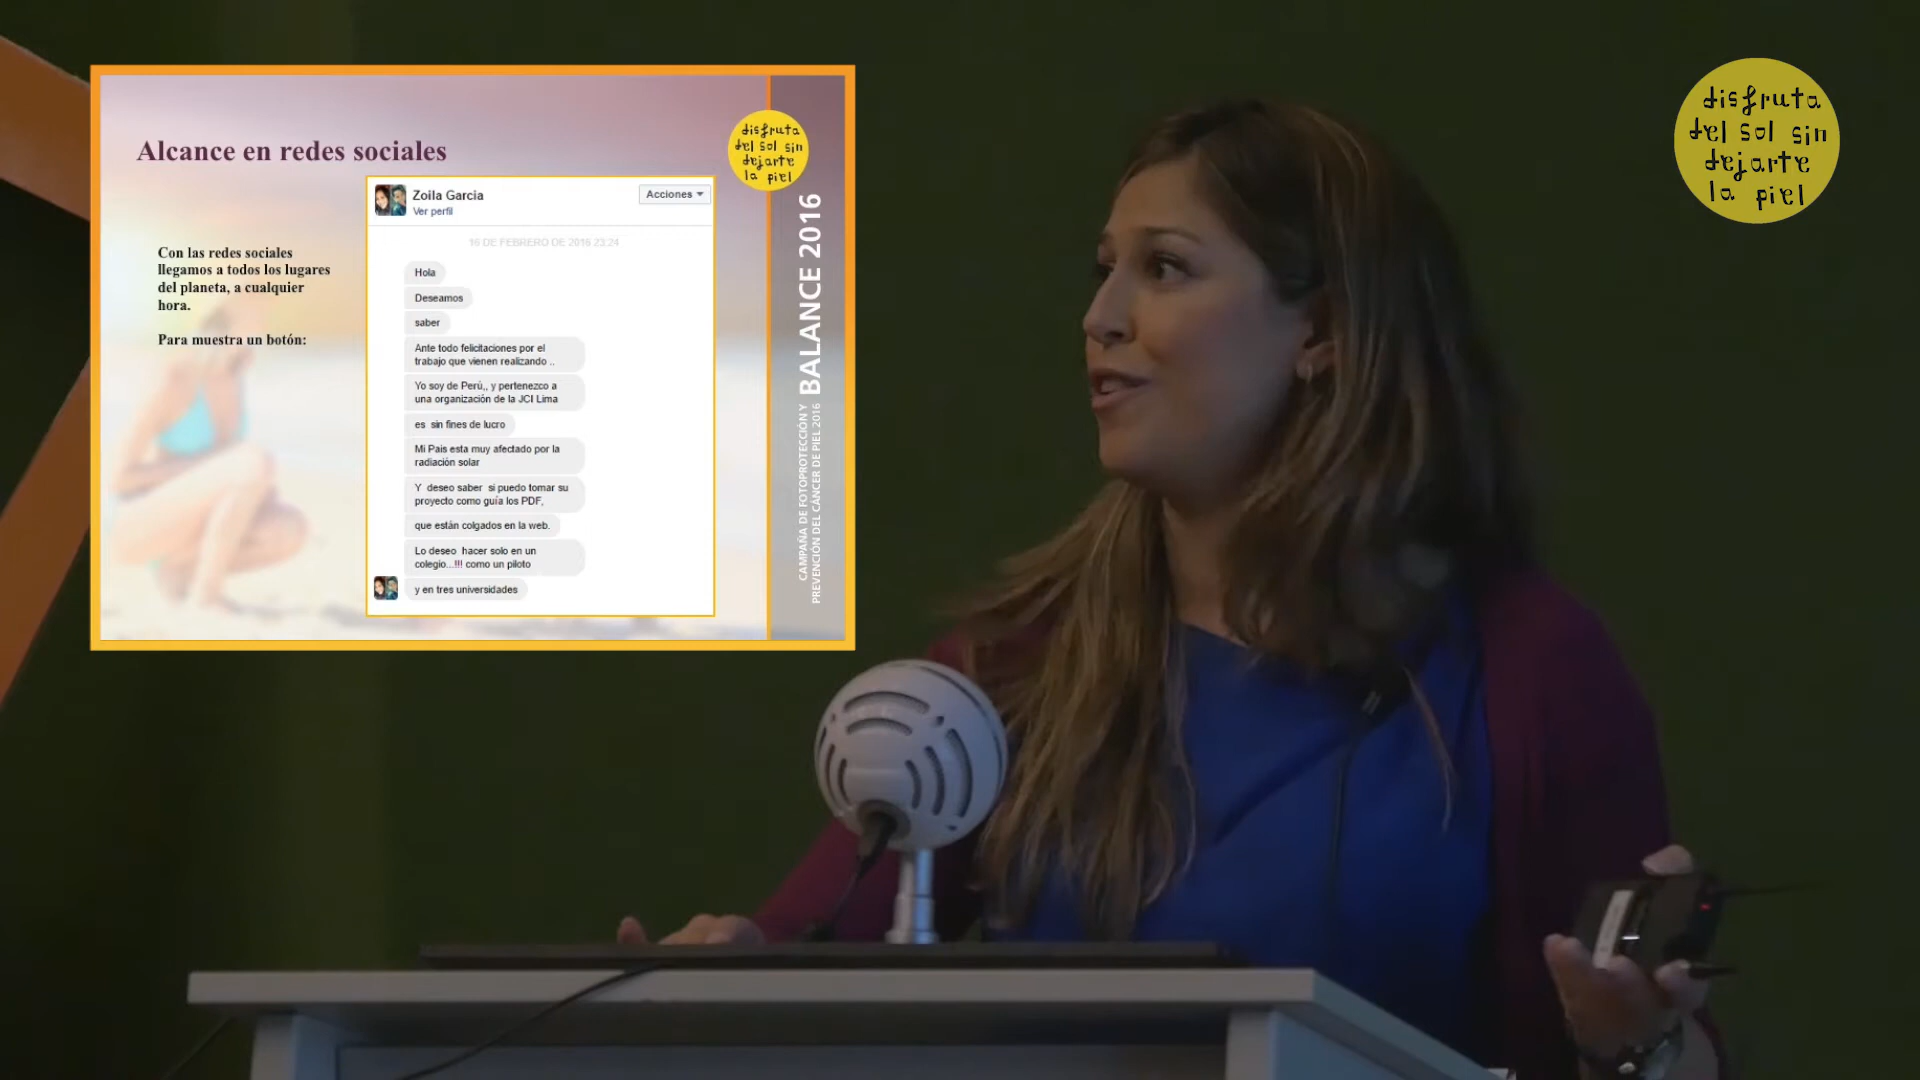 Alcance en redes sociales
Con las redes sociales
llegamos a todos los lugares
del planeta, a cualquier
hora.
Para muestra un botón:
Zoila Garcia
Ver perfil
Acciones
16 DE FEBRERO DE 2016 23:24
Hola
Deseamos
saber
Ante todo felicitaciones por el
trabajo que vienen realizando ..
Yo soy de Perú,, y pertenezco a
una organización de la JCI Lima
es sin fines de lucro
Mi Pais esta muy afectado por la
radiación solar
Y deseo saber si puedo tomar su
proyecto como guía los PDF,
que están colgados en la web.
Lo deseo hacer solo en un
colegio...!!! como un piloto
y en tres universidades
disfruta
del sol sin
dejarte
la piel
CAMPAÑA DE FOTOPROTECCIÓN Y
PREVENCIÓN DEL CÁNCER DE PIEL 2016
BALANCE 2016
disfruta
del sol sin
dejarte
la piel